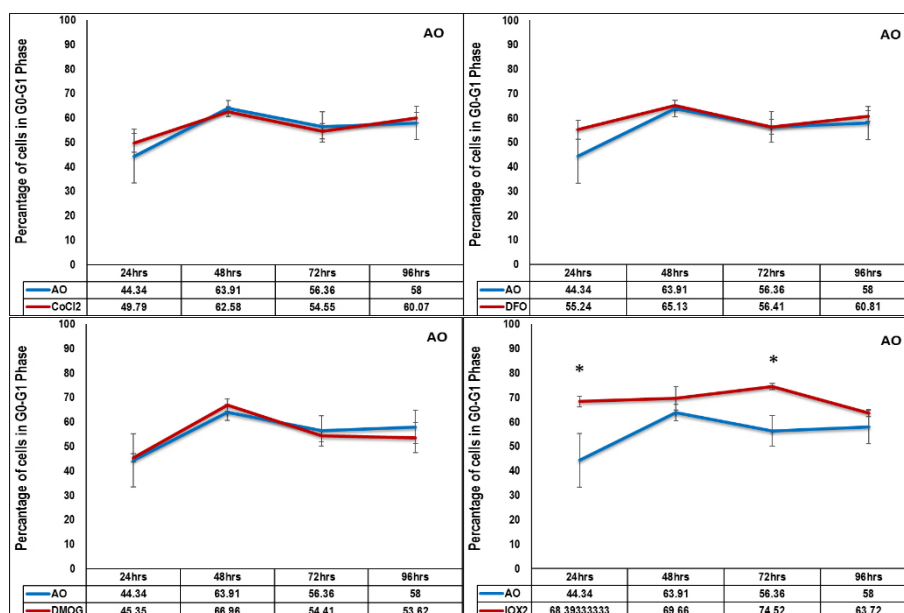 AO
Percentage of cells in G0-G1 Phase
100
90
80
70
60
50
40
30
20
10
0
24hrs 48hrs 72hrs 96hrs
AO 44.34 63.91 56.36 58
CoCl2 49.79 62.58 54.55 60.07
AO
Percentage of cells in G0-G1 Phase
100
90
80
70
60
50
40
30
20
10
0
24hrs 48hrs 72hrs 96hrs
AO 44.34 63.91 56.36 58
DFO 55.24 65.13 56.41 60.81
AO
Percentage of cells in G0-G1 Phase
100
90
80
70
60
50
40
30
20
10
0
24hrs 48hrs 72hrs 96hrs
AO 44.34 63.91 56.36 58
DMOG 45.35 66.96 54.41 53.62
AO
Percentage of cells in G0-G1 Phase
100
90
80
70
60
50
40
30
20
10
0
* *
24hrs 48hrs 72hrs 96hrs
AO 44.34 63.91 56.36 58
IOX2 68.39333333 69.66 74.52 63.72